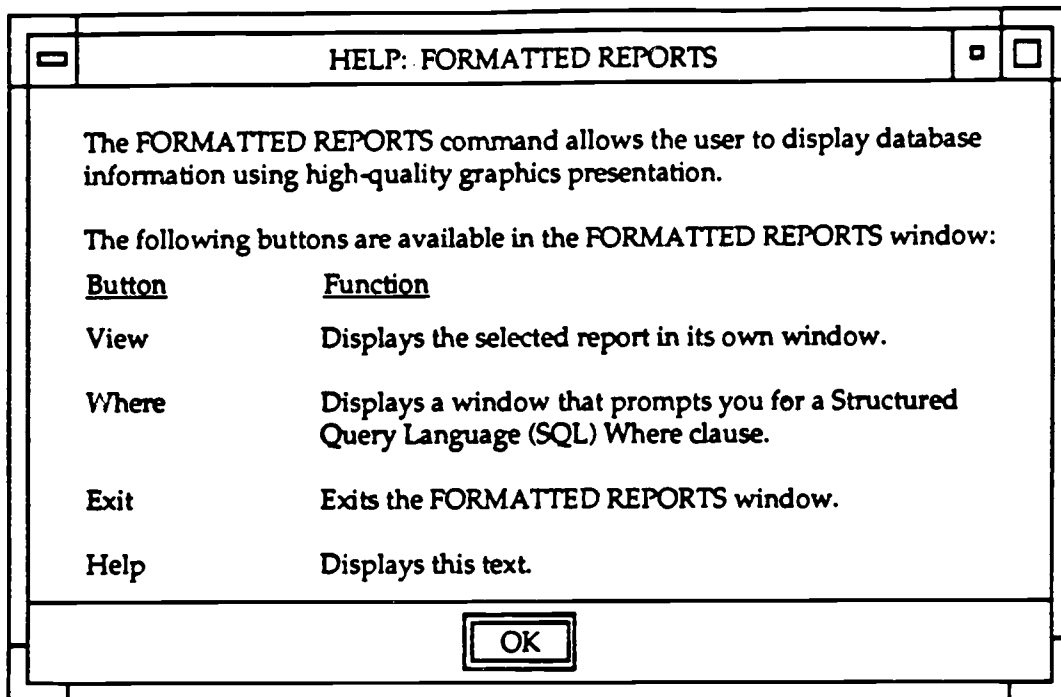 HELP: FORMATTED REPORTS
The FORMATTED REPORTS command allows the user to display database
information using high-quality graphics presentation.
The following buttons are available in the FORMATTED REPORTS window:
Button Function
View Displays the selected report in its own window.
Where Displays a window that prompts you for a Structured
Query Language (SQL) Where clause.
Exit Exits the FORMATTED REPORTS window.
Help Displays this text.
OK